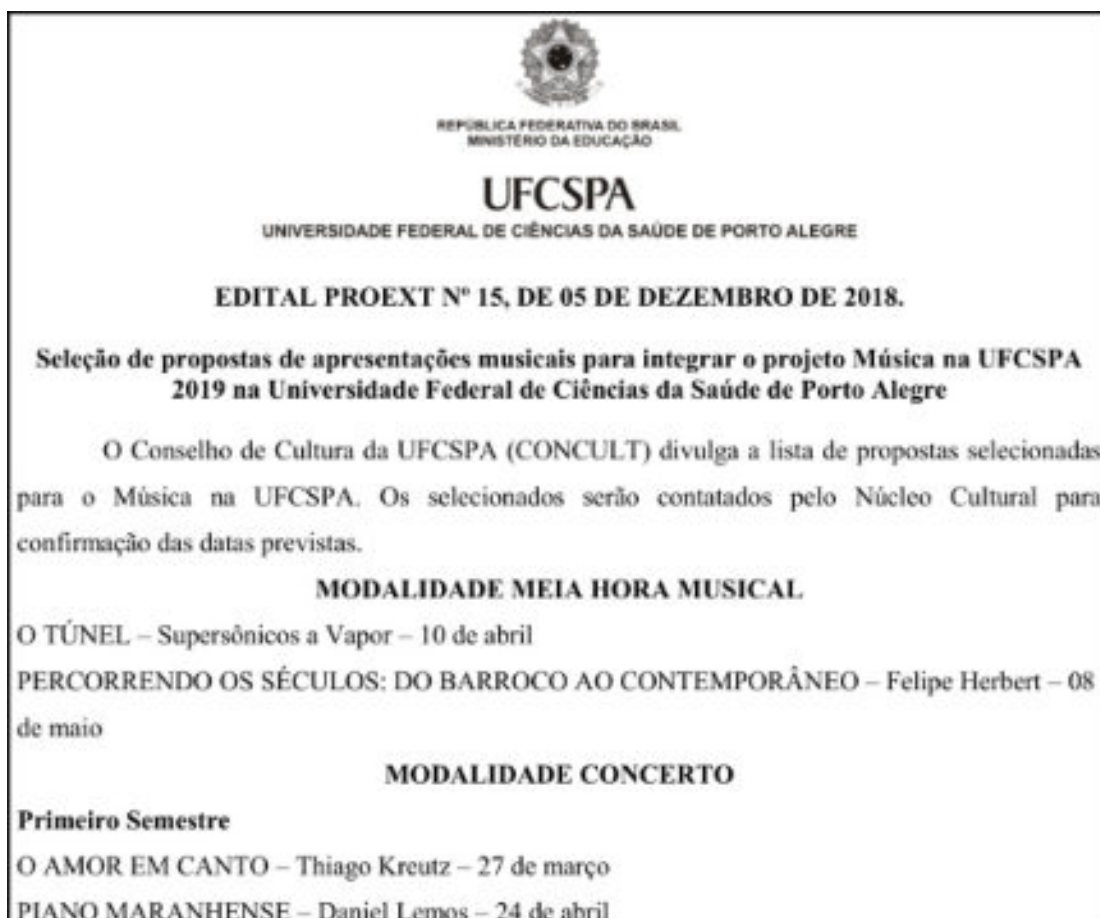 REPÚBLICA FEDERATIVA DO BRASIL
MINISTÉRIO DA EDUCAÇÃO
UFCSPA
UNIVERSIDADE FEDERAL DE CIÊNCIAS DA SAÚDE DE PORTO ALEGRE
EDITAL PROEXT Nº 15, DE 05 DE DEZEMBRO DE 2018.
Seleção de propostas de apresentações musicais para integrar o projeto Música na UFCSPA
2019 na Universidade Federal de Ciências da Saúde de Porto Alegre
O Conselho de Cultura da UFCSPA (CONCULT) divulga a lista de propostas selecionadas
para o Música na UFCSPA. Os selecionados serão contatados pelo Núcleo Cultural para
confirmação das datas previstas.
MODALIDADE MEIA HORA MUSICAL
O TÚNEL – Supersônicos a Vapor – 10 de abril
PERCORRENDO OS SÉCULOS: DO BARROCO AO CONTEMPORÂNEO – Felipe Herbert – 08
de maio
MODALIDADE CONCERTO
Primeiro Semestre
O AMOR EM CANTO – Thiago Kreutz – 27 de março
PIANO MARANHENSE – Daniel Lemos – 24 de abril